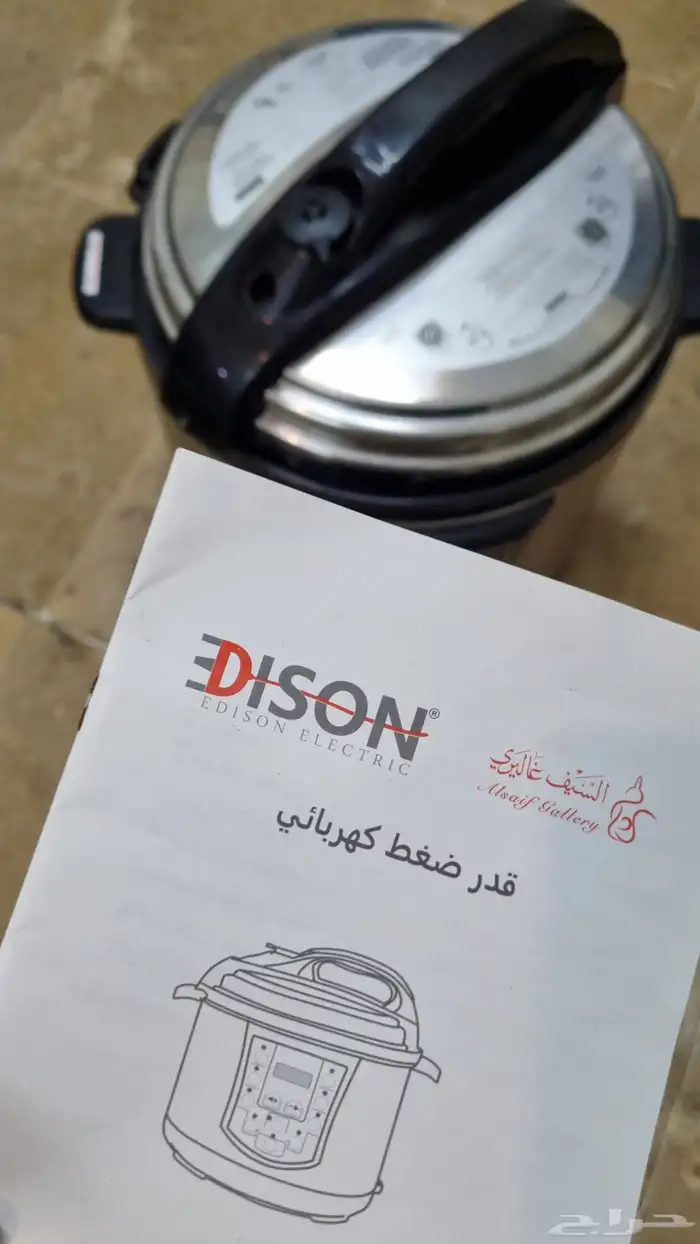 EDISON®
EDISON ELECTRIC
السيف غاليري
Alsaif Gallery
قدر ضغط كهربائي
حراج